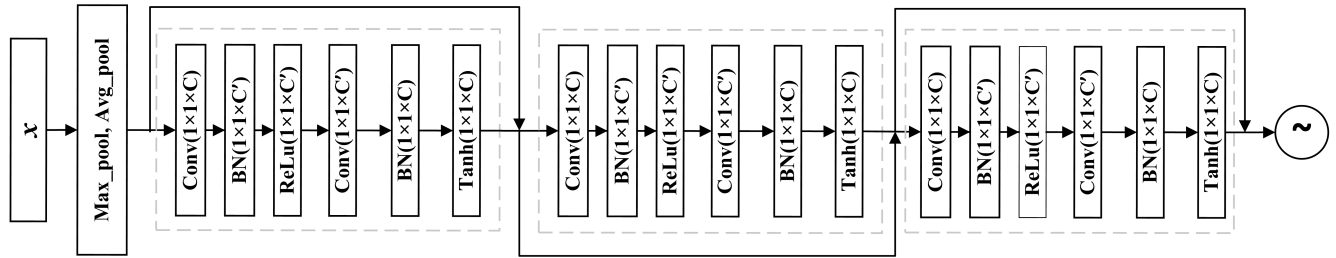 x
Max_pool, Avg_pool
Conv(1×1×C)
BN(1×1×C′)
ReLu(1×1×C′)
Conv(1×1×C′)
BN(1×1×C)
Tanh(1×1×C)
Conv(1×1×C)
BN(1×1×C′)
ReLu(1×1×C′)
Conv(1×1×C′)
BN(1×1×C)
Tanh(1×1×C)
Conv(1×1×C)
BN(1×1×C′)
ReLu(1×1×C′)
Conv(1×1×C′)
BN(1×1×C)
Tanh(1×1×C)
~